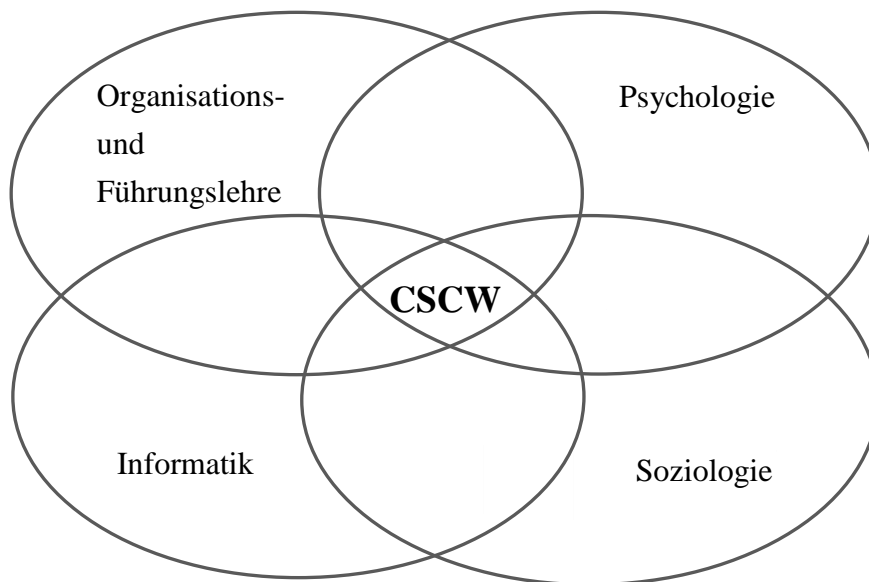 Organisations-
und
Führungslehre
Psychologie
CSCW
Informatik
Soziologie